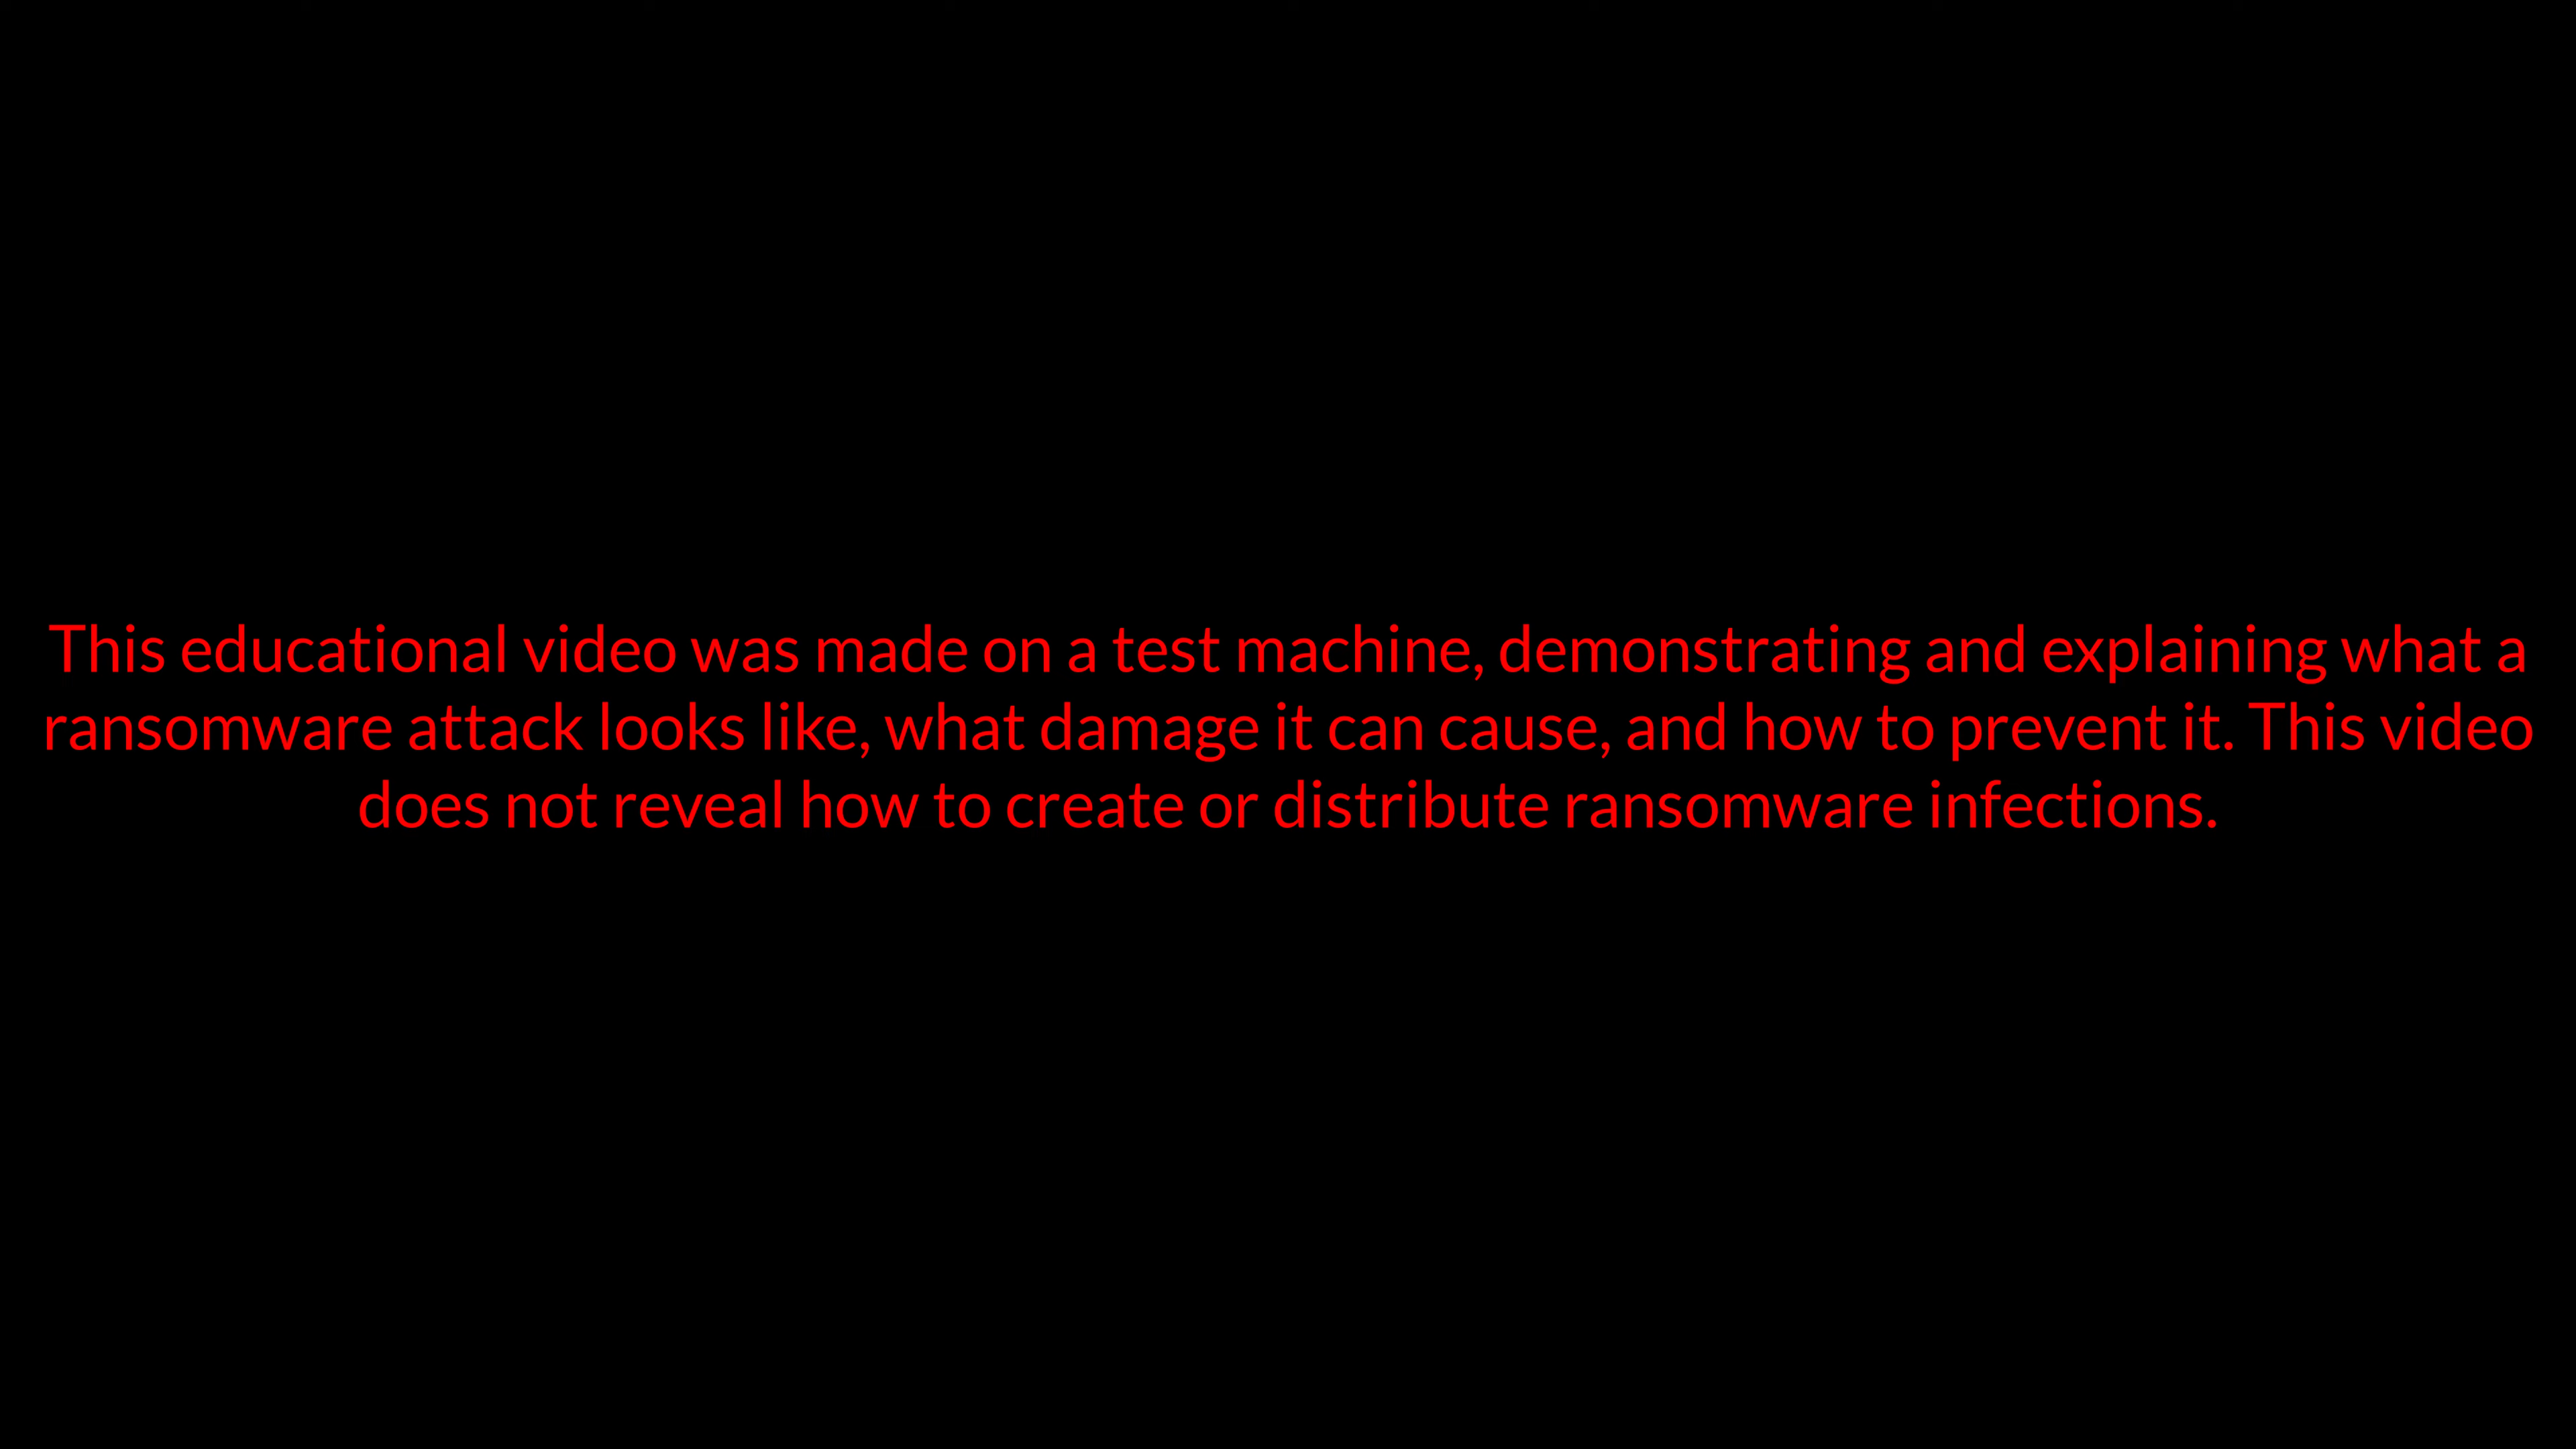 This educational video was made on a test machine, demonstrating and explaining what a
ransomware attack looks like, what damage it can cause, and how to prevent it. This video
does not reveal how to create or distribute ransomware infections.